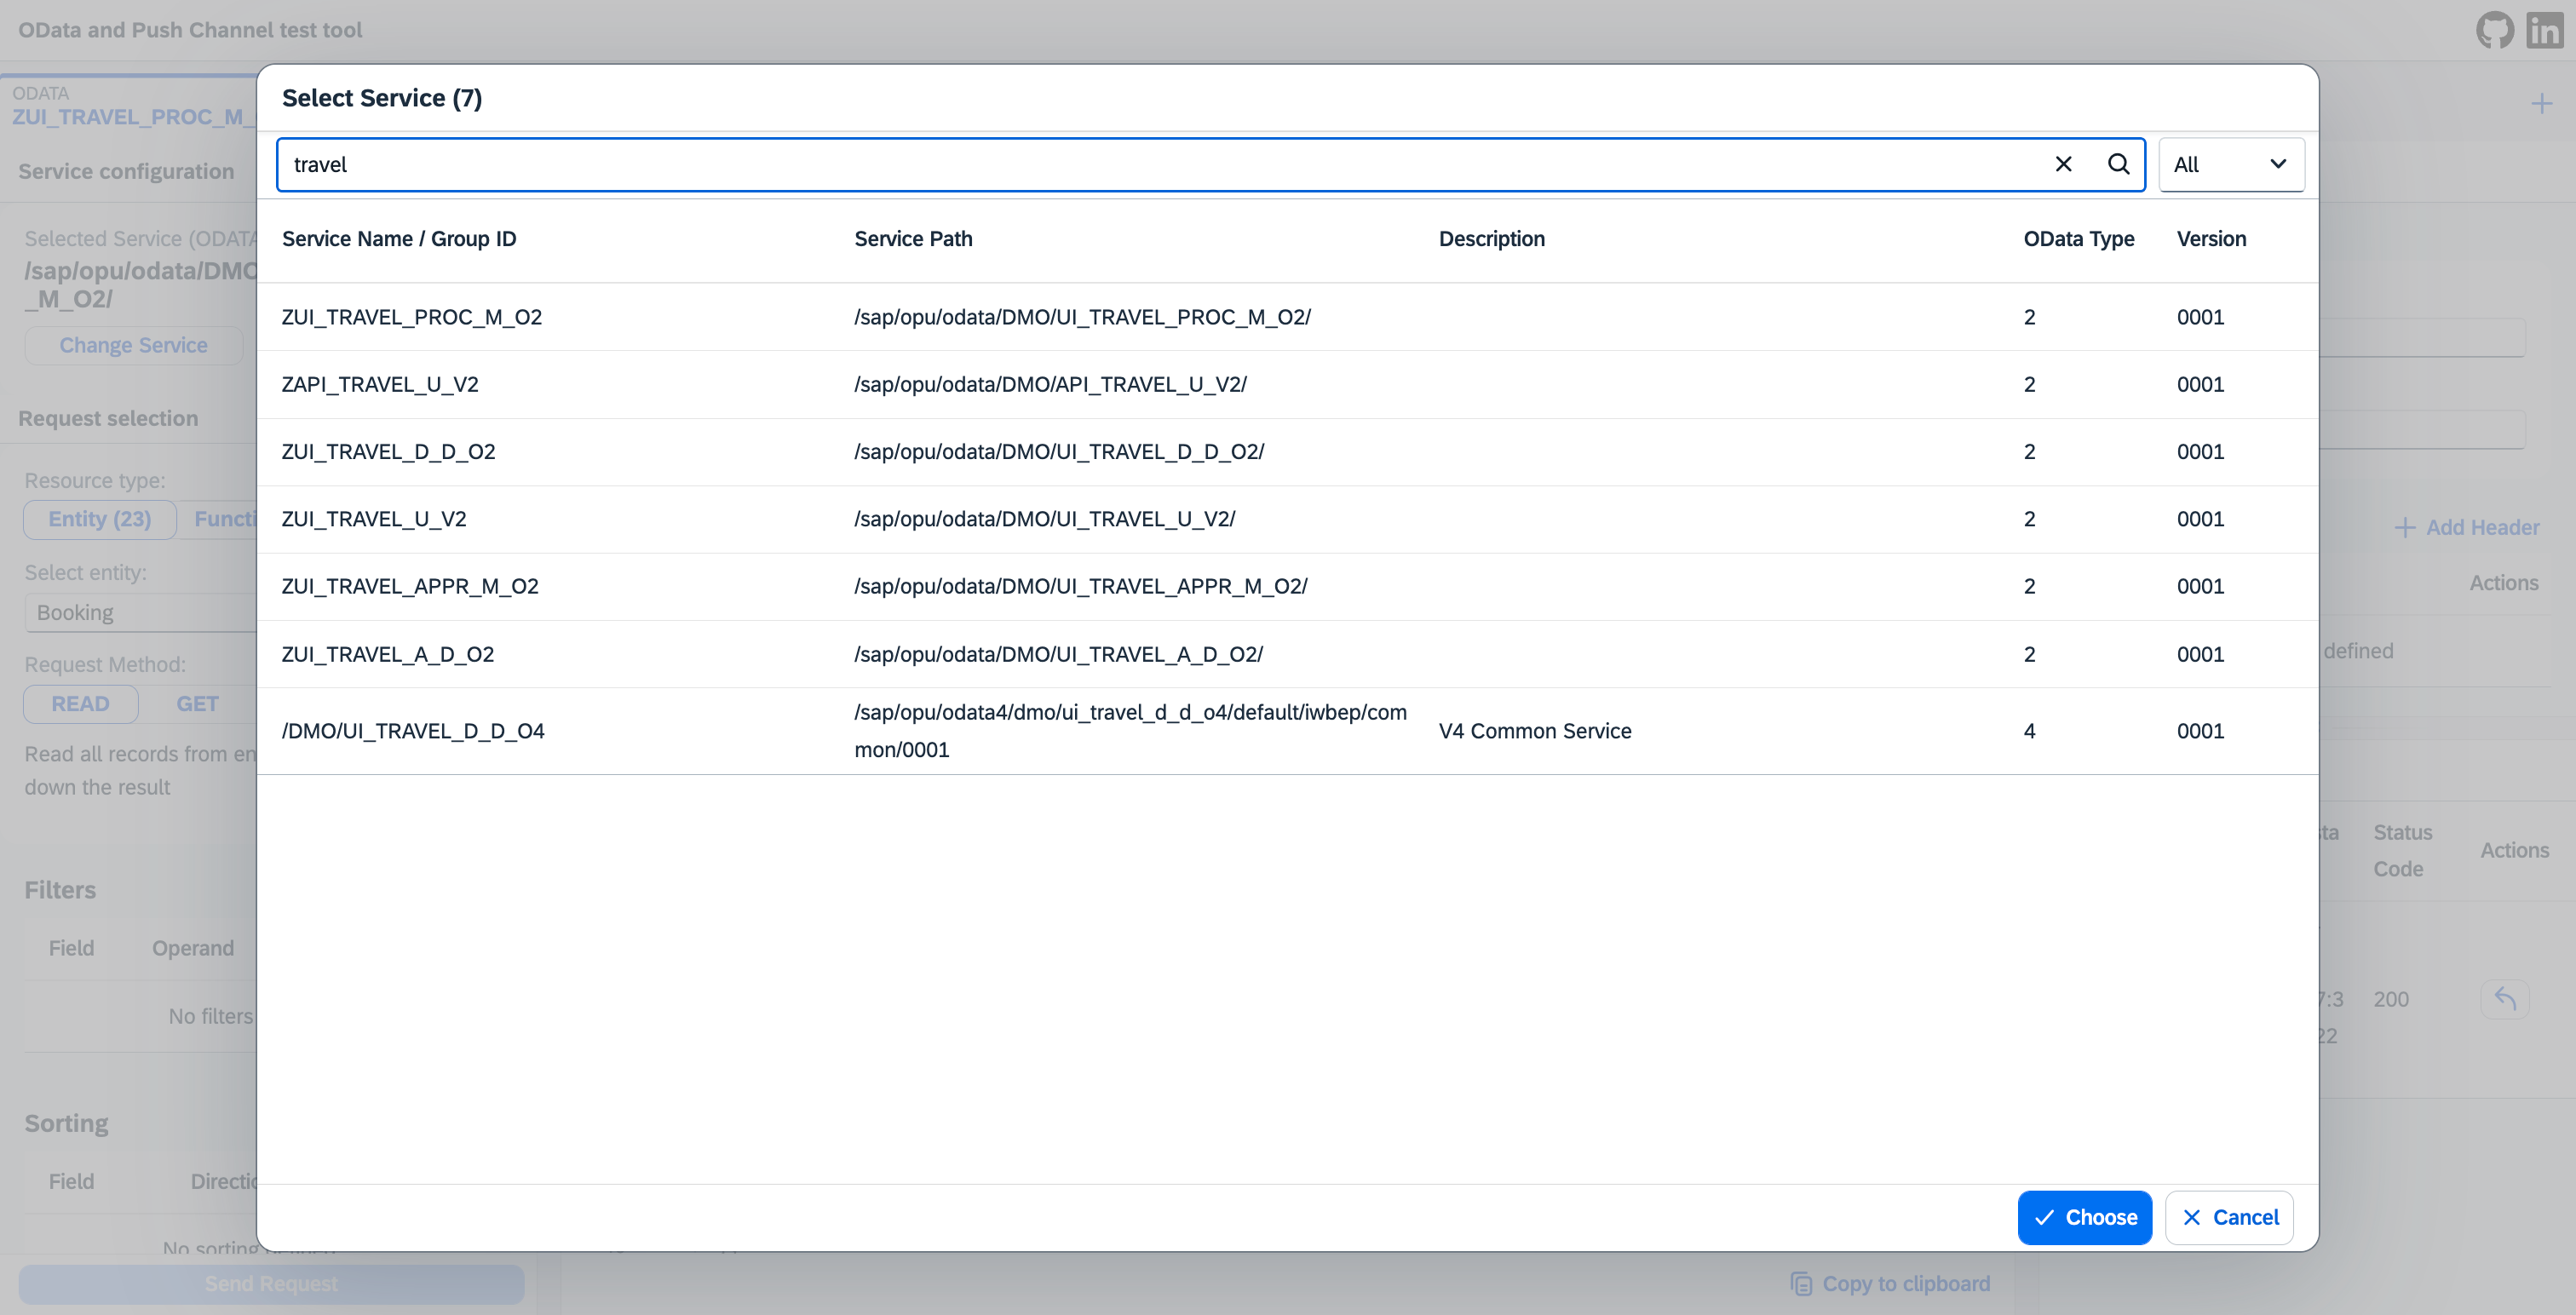 OData and Push Channel test tool
ODATA
ZUI_TRAVEL_PROC_M_
Service configuration
Selected Service (ODATA
/sap/opu/odata/DMO
_M_O2/
Change Service
Request selection
Resource type:
Entity (23) Functi
Select entity:
Booking
Request Method:
READ GET
Read all records from en
down the result
Filters
Field Operand
No filters
Sorting
Field Directio
No sorting defined
Send Request
Select Service (7)
travel
All
Service Name / Group ID Service Path Description OData Type Version
ZUI_TRAVEL_PROC_M_O2 /sap/opu/odata/DMO/UI_TRAVEL_PROC_M_O2/ 2 0001
ZAPI_TRAVEL_U_V2 /sap/opu/odata/DMO/API_TRAVEL_U_V2/ 2 0001
ZUI_TRAVEL_D_D_O2 /sap/opu/odata/DMO/UI_TRAVEL_D_D_O2/ 2 0001
ZUI_TRAVEL_U_V2 /sap/opu/odata/DMO/UI_TRAVEL_U_V2/ 2 0001
ZUI_TRAVEL_APPR_M_O2 /sap/opu/odata/DMO/UI_TRAVEL_APPR_M_O2/ 2 0001
ZUI_TRAVEL_A_D_O2 /sap/opu/odata/DMO/UI_TRAVEL_A_D_O2/ 2 0001
/DMO/UI_TRAVEL_D_D_O4 /sap/opu/odata4/dmo/ui_travel_d_d_o4/default/iwbep/com
mon/0001 V4 Common Service 4 0001
Choose Cancel
Add Header
Actions
defined
sta Status
Code Actions
7:3 200
22
Copy to clipboard